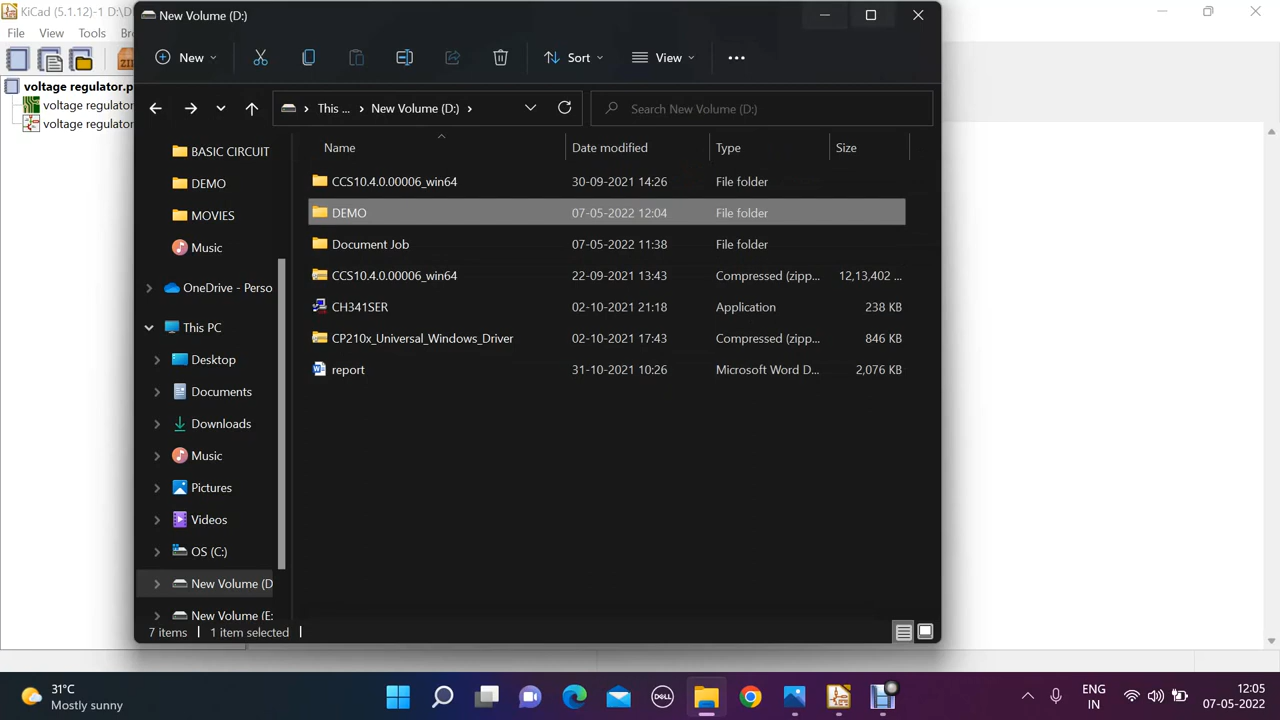 KiCad (5.1.12)-1 D:\D
New Volume (D:)
File View Tools Br
New
Sort
View
voltage regulator.p
voltage regulator
voltage regulator
This ... New Volume (D:)
Search New Volume (D:)
BASIC CIRCUIT
DEMO
MOVIES
Music
OneDrive - Perso
This PC
Desktop
Documents
Downloads
Music
Pictures
Videos
OS (C:)
New Volume (D
New Volume (E:
Name Date modified Type Size
CCS10.4.0.00006_win64 30-09-2021 14:26 File folder
DEMO 07-05-2022 12:04 File folder
Document Job 07-05-2022 11:38 File folder
CCS10.4.0.00006_win64 22-09-2021 13:43 Compressed (zipp... 12,13,402 ...
CH341SER 02-10-2021 21:18 Application 238 KB
CP210x_Universal_Windows_Driver 02-10-2021 17:43 Compressed (zipp... 846 KB
report 31-10-2021 10:26 Microsoft Word D... 2,076 KB
7 items 1 item selected
31°C
Mostly sunny
DELL
ENG
IN
12:05
07-05-2022